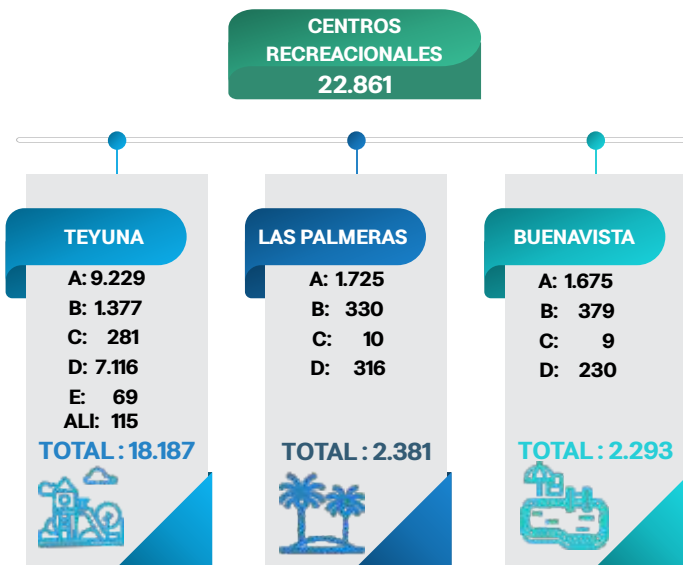 CENTROS
RECREACIONALES
22.861
TEYUNA
A: 9.229
B: 1.377
C: 281
D: 7.116
E: 69
ALI: 115
TOTAL : 18.187
LAS PALMERAS
A: 1.725
B: 330
C: 10
D: 316
TOTAL : 2.381
BUENAVISTA
A: 1.675
B: 379
C: 9
D: 230
TOTAL : 2.293